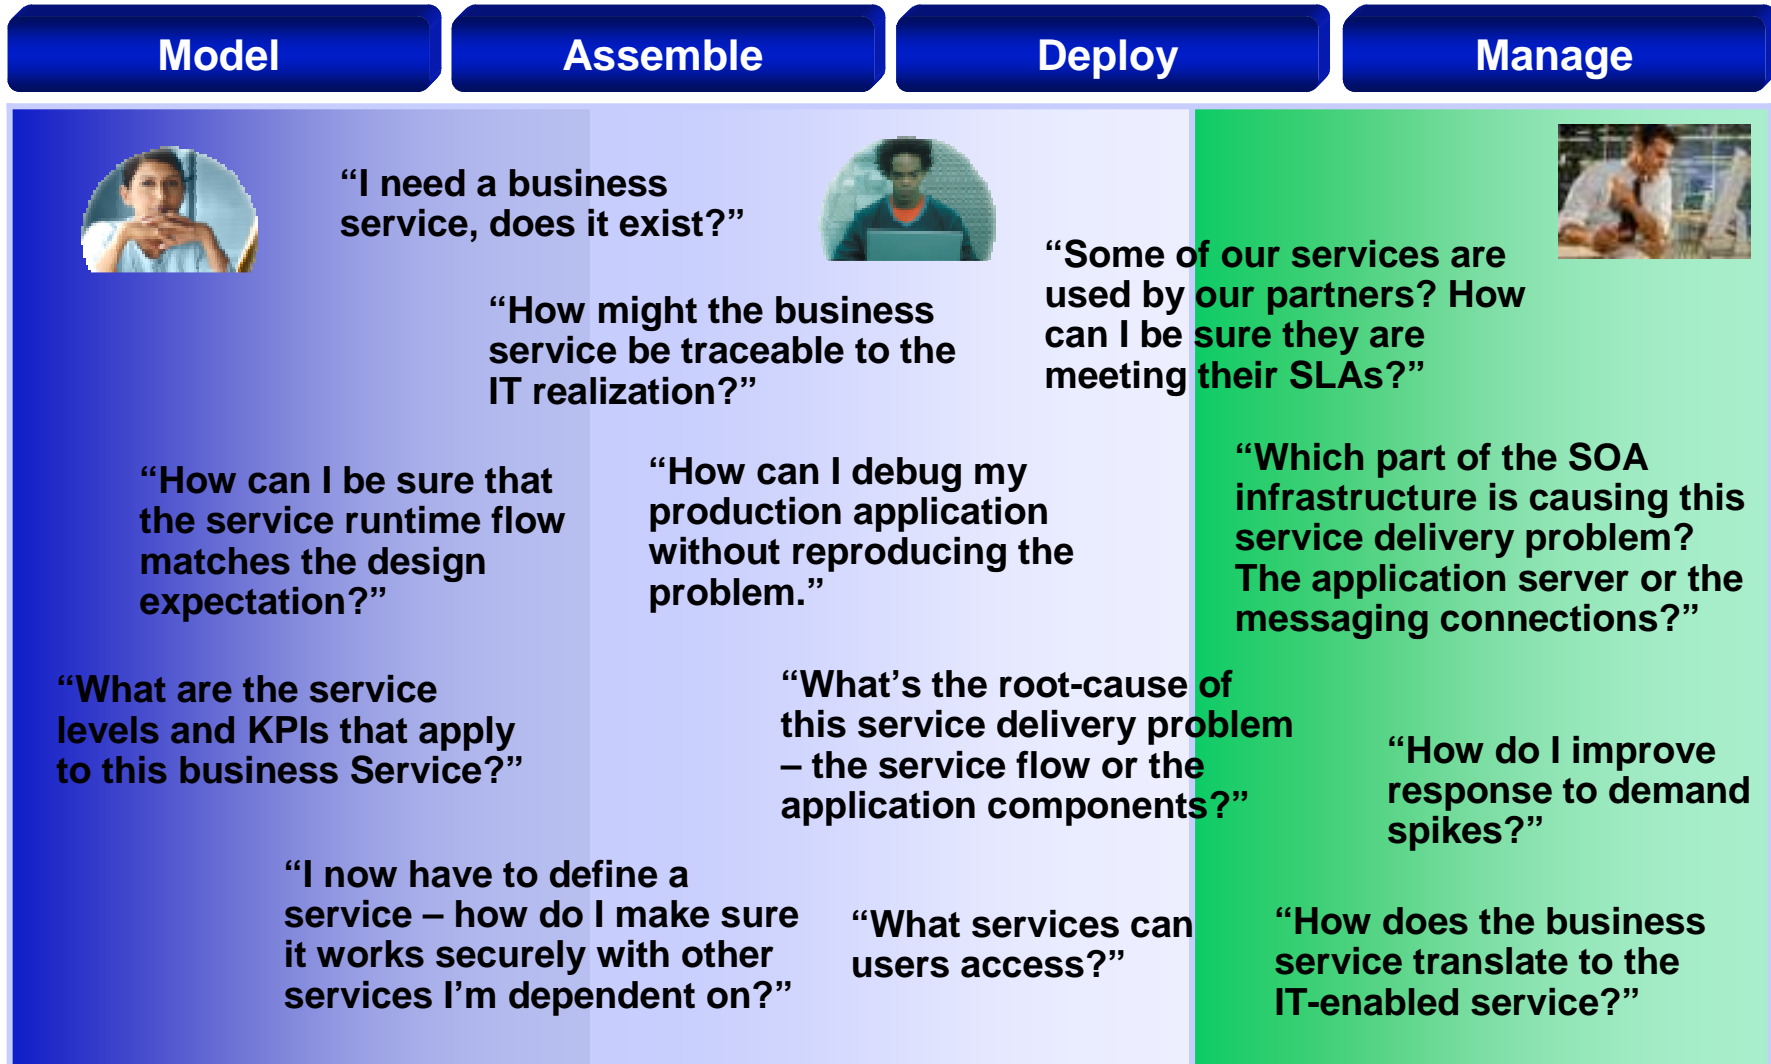 Model
Assemble
Deploy
Manage
“I need a business
service, does it exist?”
“Some of our services are
used by our partners? How
can I be sure they are
meeting their SLAs?”
“How might the business
service be traceable to the
IT realization?”
“How can I be sure that
the service runtime flow
matches the design
expectation?”
“How can I debug my
production application
without reproducing the
problem.”
“Which part of the SOA
infrastructure is causing this
service delivery problem?
The application server or the
messaging connections?”
“What are the service
levels and KPIs that apply
to this business Service?”
“What’s the root-cause of
this service delivery problem
– the service flow or the
application components?”
“How do I improve
response to demand
spikes?”
“I now have to define a
service – how do I make sure
it works securely with other
services I’m dependent on?”
“What services can
users access?”
“How does the business
service translate to the
IT-enabled service?”